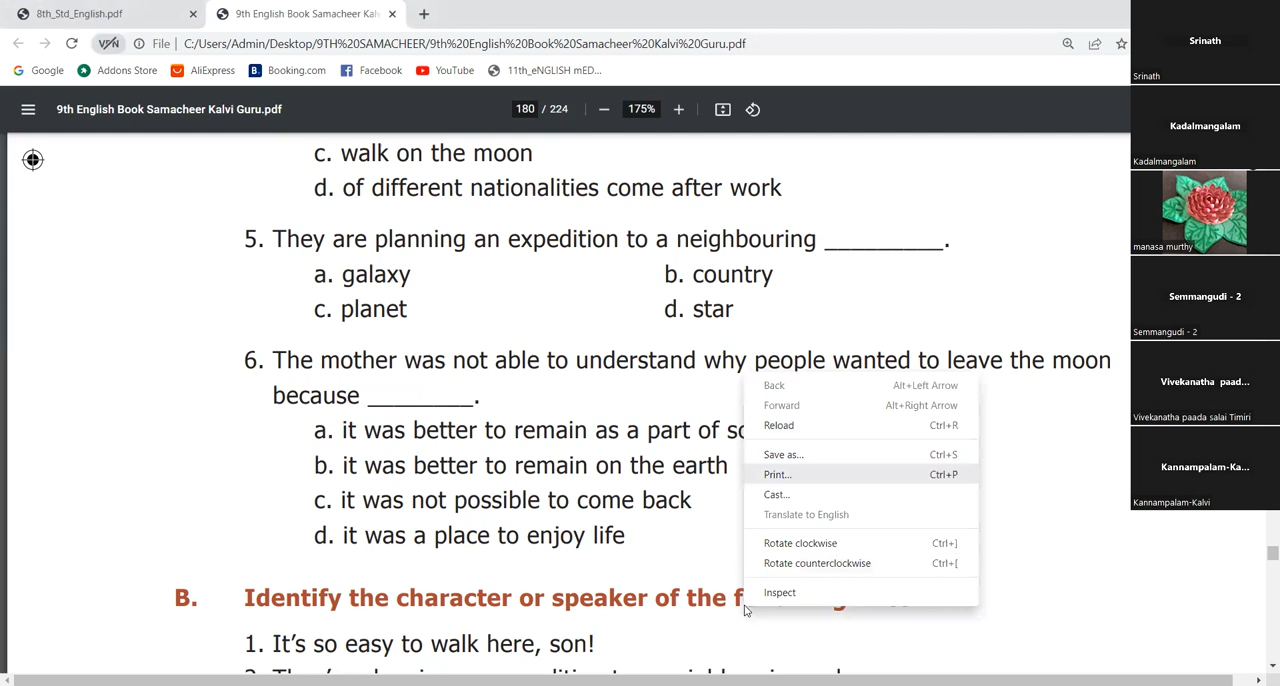 8th_Std_English.pdf
9th English Book Samacheer Kalv
VPN
File
C:/Users/Admin/Desktop/9TH%20SAMACHEER/9th%20English%20Book%20Samacheer%20Kalvi%20Guru.pdf
Google
Addons Store
AliExpress
Booking.com
Facebook
YouTube
11th_eNGLISH mED...
9th English Book Samacheer Kalvi Guru.pdf
180 / 224
175%
c. walk on the moon
d. of different nationalities come after work
5. They are planning an expedition to a neighbouring _________.
a. galaxy
b. country
c. planet
d. star
6. The mother was not able to understand why people wanted to leave the moon
because ________.
a. it was better to remain as a part of
b. it was better to remain on the earth
c. it was not possible to come back
d. it was a place to enjoy life
B. Identify the character or speaker of the
1. It's so easy to walk here, son!
Back Alt+Left Arrow
Forward Alt+Right Arrow
Reload Ctrl+R
Save as... Ctrl+S
Print... Ctrl+P
Cast...
Translate to English
Rotate clockwise Ctrl+]
Rotate counterclockwise Ctrl+[
Inspect
Srinath
Srinath
Kadalmangalam
Kadalmangalam
manasa murthy
Semmangudi - 2
Semmangudi - 2
Vivekanatha paad...
Vivekanatha paada salai Timiri
Kannampalam-Ka...
Kannampalam-Kalvi